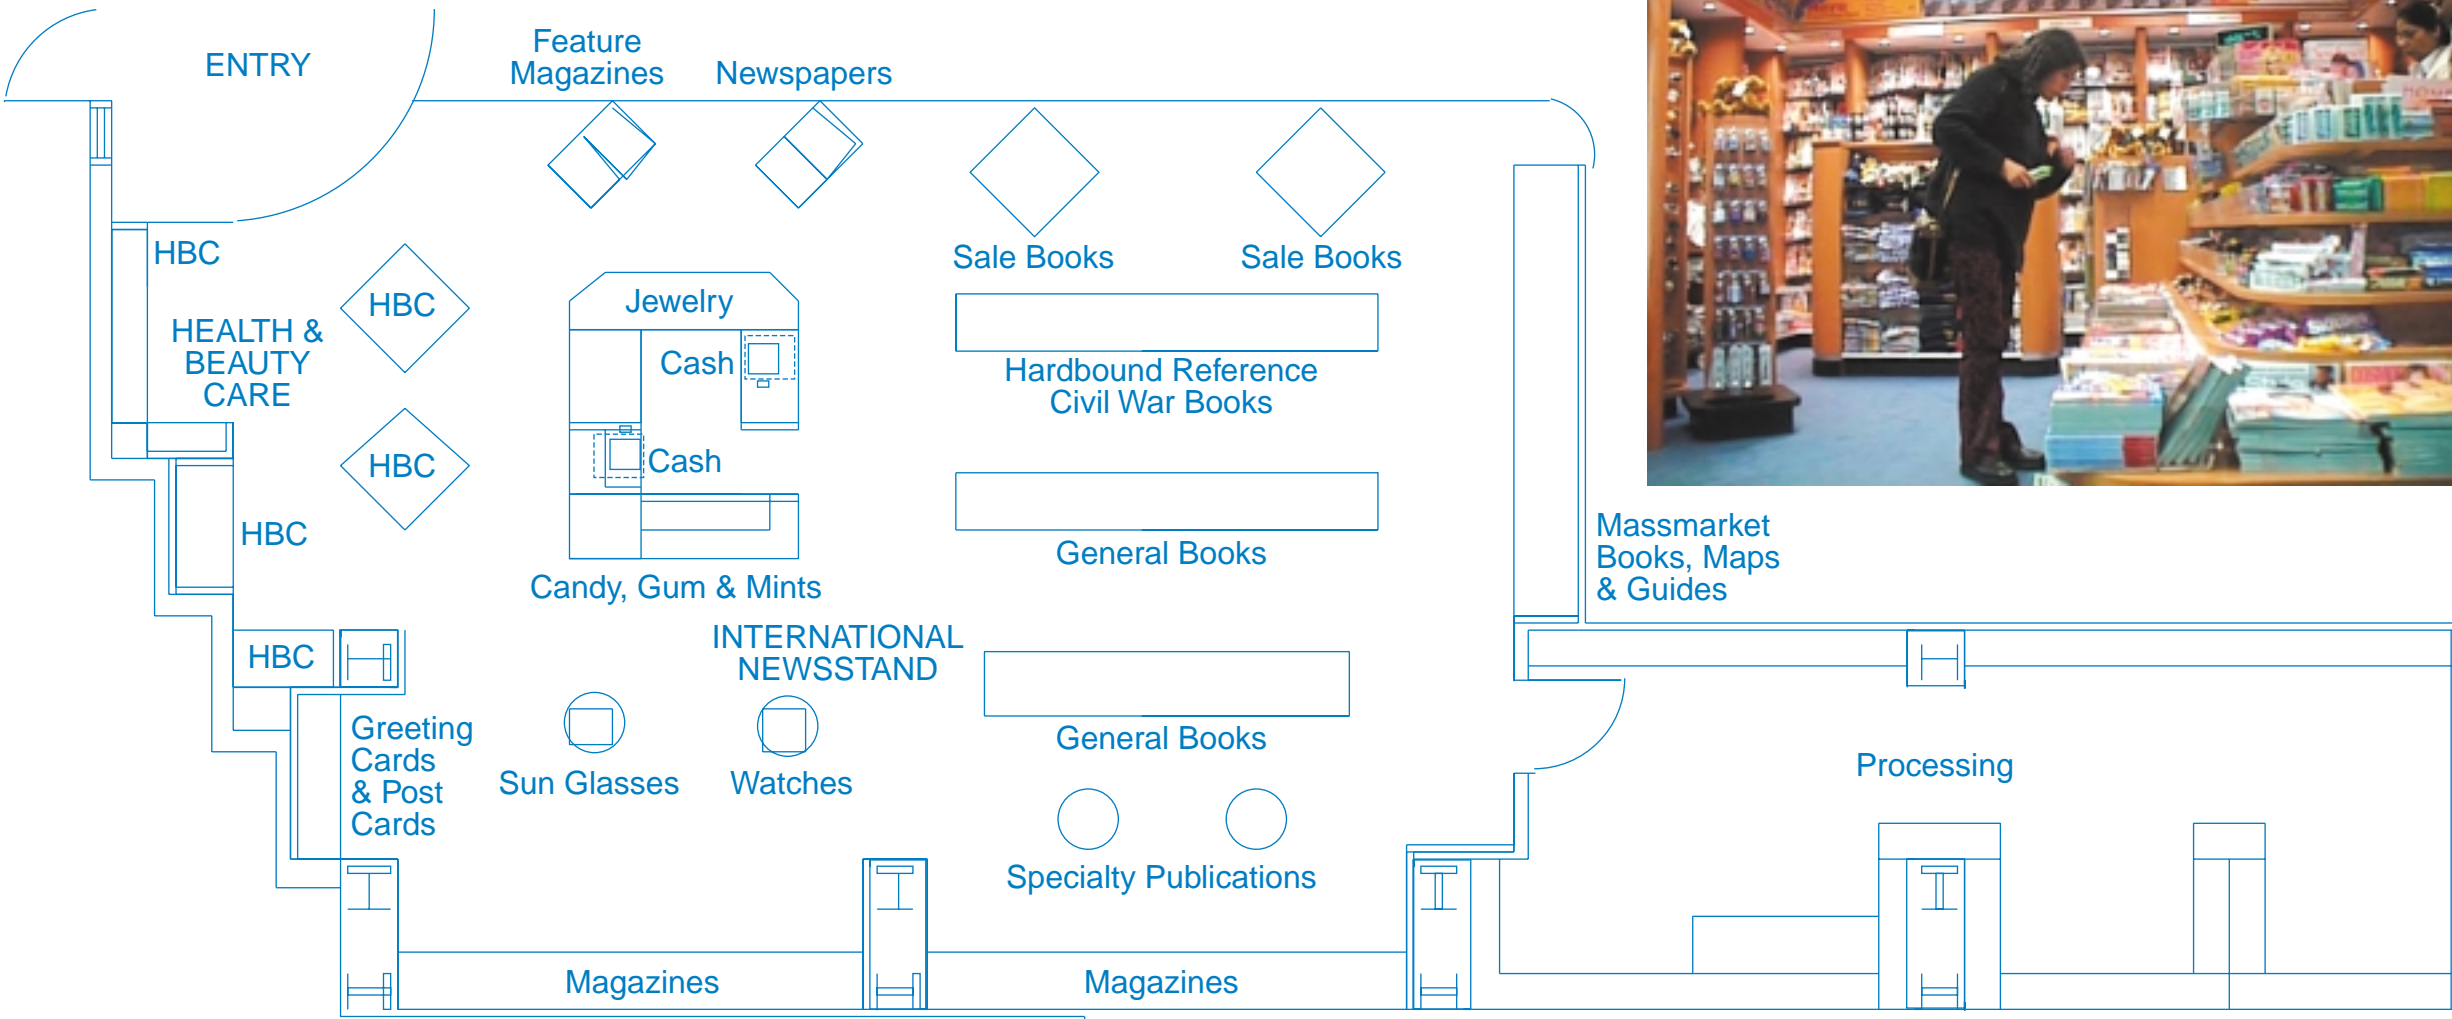 ENTRY
Feature
Magazines
Newspapers
HBC
HEALTH &
BEAUTY
CARE
HBC
HBC
HBC
HBC
Jewelry
Cash
Cash
Candy, Gum & Mints
Sale Books
Sale Books
Hardbound Reference
Civil War Books
General Books
INTERNATIONAL
NEWSSTAND
General Books
Massmarket
Books, Maps
& Guides
Greeting
Cards
& Post
Cards
Sun Glasses
Watches
Specialty Publications
Processing
Magazines
Magazines